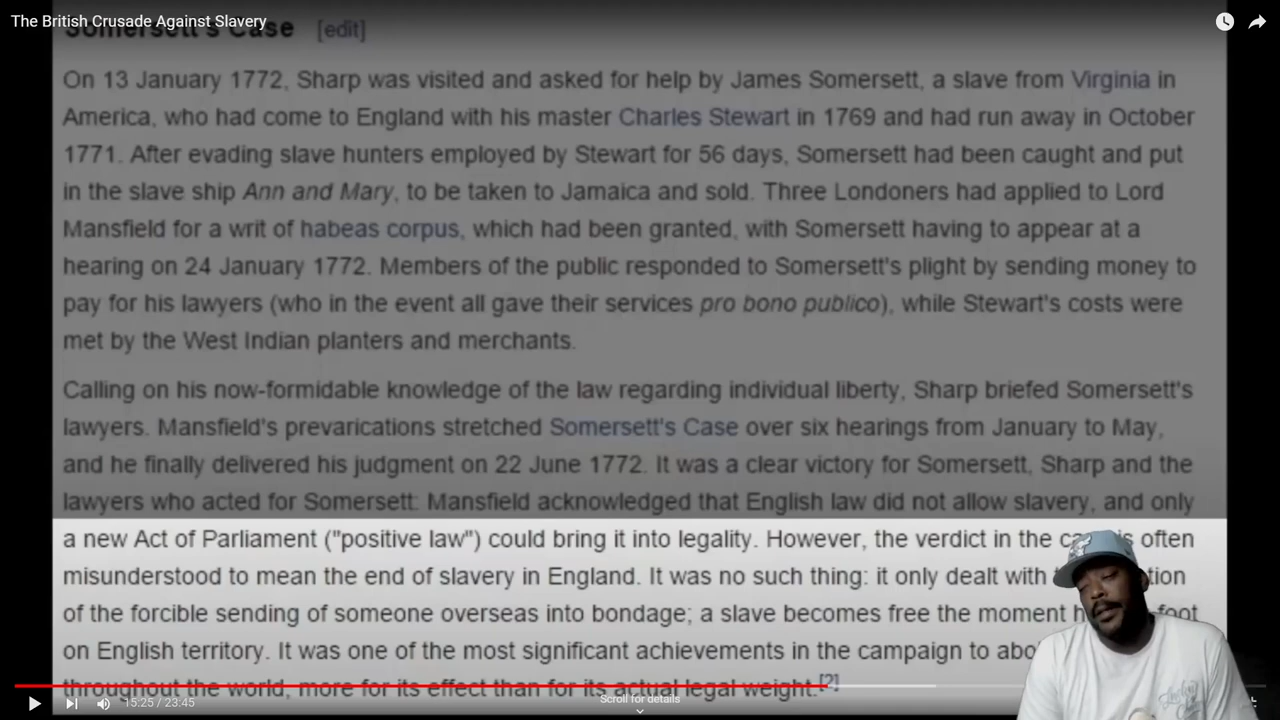 The British Crusade Against Slavery
Somersett's Case [edit]
On 13 January 1772, Sharp was visited and asked for help by James Somersett, a slave from Virginia in
America, who had come to England with his master Charles Stewart in 1769 and had run away in October
1771. After evading slave hunters employed by Stewart for 56 days, Somersett had been caught and put
in the slave ship Ann and Mary, to be taken to Jamaica and sold. Three Londoners had applied to Lord
Mansfield for a writ of habeas corpus, which had been granted, with Somersett having to appear at a
hearing on 24 January 1772. Members of the public responded to Somersett's plight by sending money to
pay for his lawyers (who in the event all gave their services pro bono publico), while Stewart's costs were
met by the West Indian planters and merchants.
Calling on his now-formidable knowledge of the law regarding individual liberty, Sharp briefed Somersett's
lawyers. Mansfield's prevarications stretched Somersett's Case over six hearings from January to May,
and he finally delivered his judgment on 22 June 1772. It was a clear victory for Somersett, Sharp and the
lawyers who acted for Somersett: Mansfield acknowledged that English law did not allow slavery, and only
a new Act of Parliament ("positive law") could bring it into legality. However, the verdict in the is often
misunderstood to mean the end of slavery in England. It was no such thing: it only dealt with
of the forcible sending of someone overseas into bondage; a slave becomes free the moment foot
on English territory. It was one of the most significant achievements in the campaign to
throughout the world, more for its effect than for its actual legal weight.[2]
Scroll for details
15:25 / 23:45